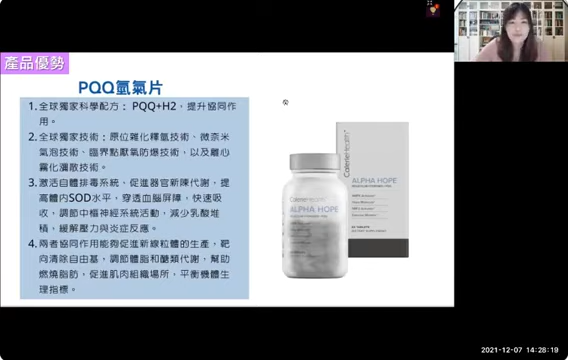 產品優勢
PQQ氫氣片
1. 全球獨家科學配方： PQQ+H2，提升協同作
用。
2. 全球獨家技術：原位雜化釋氫技術、微奈米
氣泡技術、臨界點壓氣防爆技術，以及離心
霧化瀰散技術。
3. 激活自體排毒系統、促進器官新陳代謝，提
高體內SOD水平，穿透血腦屏障，快速吸
收，調節中樞神經系統活動，減少乳酸堆
積、緩解壓力與炎症反應。
4. 兩者協同作用能夠促進新線粒體的生產，靶
向清除自由基，調節體脂和醣類代謝，幫助
燃燒脂肪，促進肌肉組織場所，平衡機體生
理指標。
ALPHA HOPE
ALPHA HOPE
2021-12-07 14:28:19